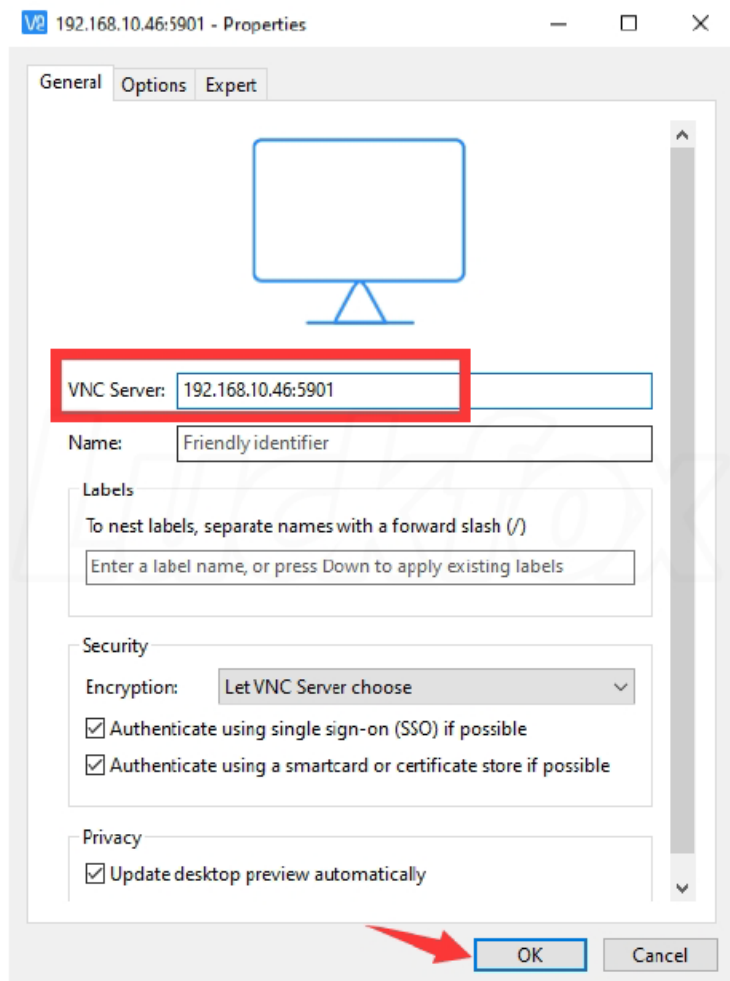 V2 192.168.10.46:5901 - Properties
General Options Expert
VNC Server: 192.168.10.46:5901
Name: Friendly identifier
Labels
To nest labels, separate names with a forward slash (/)
Enter a label name, or press Down to apply existing labels
Security
Encryption: Let VNC Server choose
Authenticate using single sign-on (SSO) if possible
Authenticate using a smartcard or certificate store if possible
Privacy
Update desktop preview automatically
OK Cancel
Luckfox